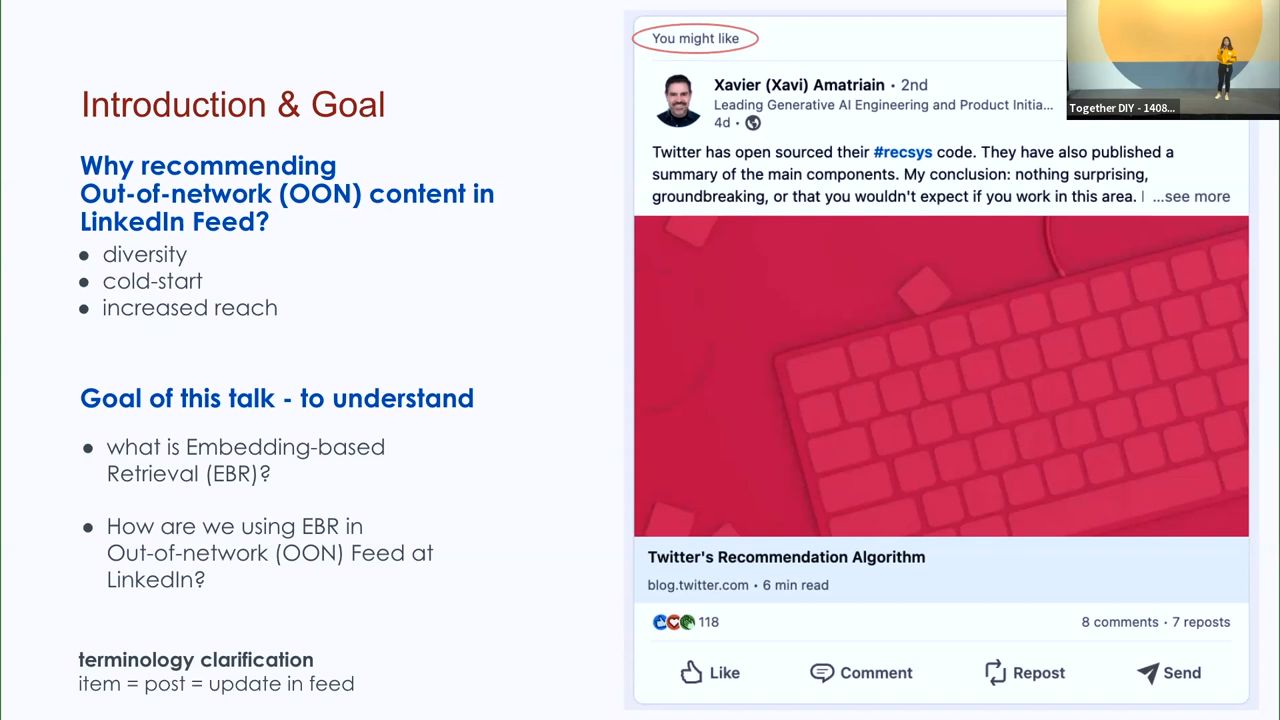 Introduction & Goal
Why recommending
Out-of-network (OON) content in
LinkedIn Feed?
● diversity
● cold-start
● increased reach
Goal of this talk - to understand
● what is Embedding-based
Retrieval (EBR)?
● How are we using EBR in
Out-of-network (OON) Feed at
LinkedIn?
terminology clarification
item = post = update in feed
You might like
Xavier (Xavi) Amatriain • 2nd
Leading Generative AI Engineering and Product Initia...
4d •
Twitter has open sourced their #recsys code. They have also published a
summary of the main components. My conclusion: nothing surprising,
groundbreaking, or that you wouldn't expect if you work in this area. I ...see more
Twitter's Recommendation Algorithm
blog.twitter.com • 6 min read
118
8 comments • 7 reposts
Like
Comment
Repost
Send
Together DIY - 1408...